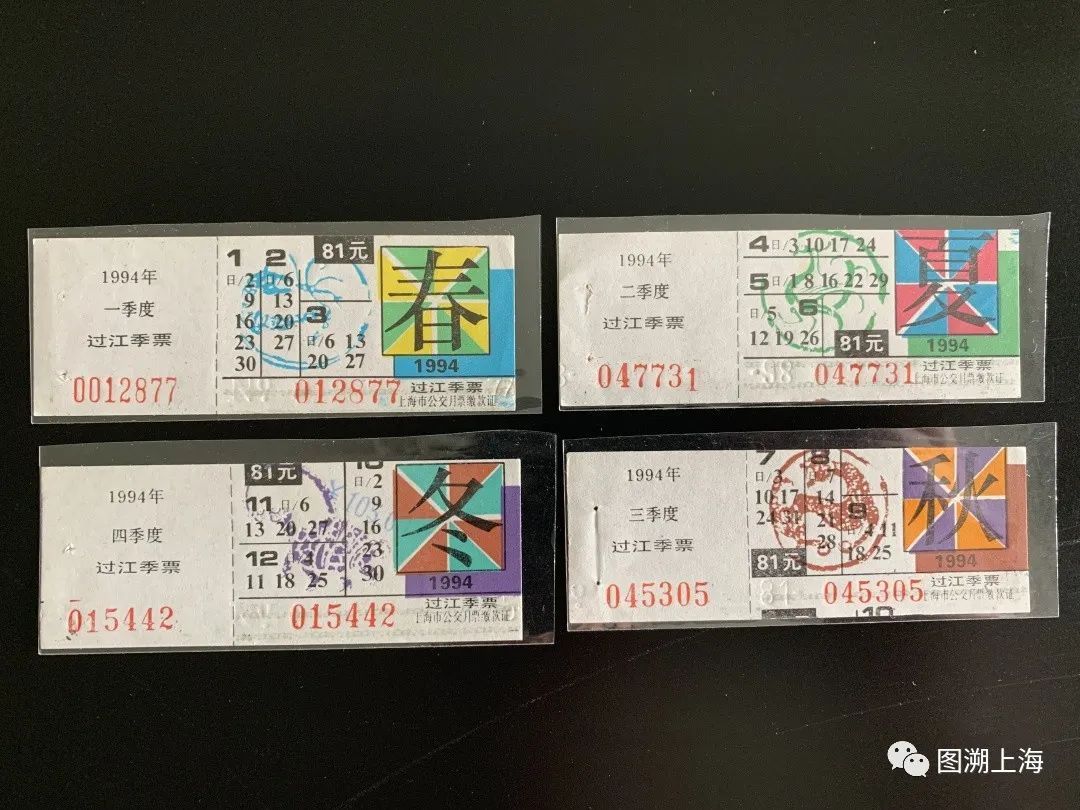 1994年
一季度
过江季票
0012877
1 2 81元
日/2 日/6
9 13
16 20
3
23 27 日/6 13
30 20 27
012877
春
1994
过江季票
上海市公交月票缴款证
1994年
二季度
过江季票
047731
4 日/3 10 17 24
5 日/1 8 15 22 29
日/5 6
12 19 26 81元
047731
夏
1994
过江季票
上海市公交月票缴款证
1994年
四季度
过江季票
015442
81元 10
日/2
11 日/6 9
13 20 27 16
12 23
11 18 25 30
015442
冬
1994
过江季票
上海市公交月票缴款证
1994年
三季度
过江季票
045305
7 8
日/3 7
10 17 14
24 31 21 9
28 4 11
81元 18 25
045305
秋
1994
过江季票
上海市公交月票缴款证
10
图溯上海